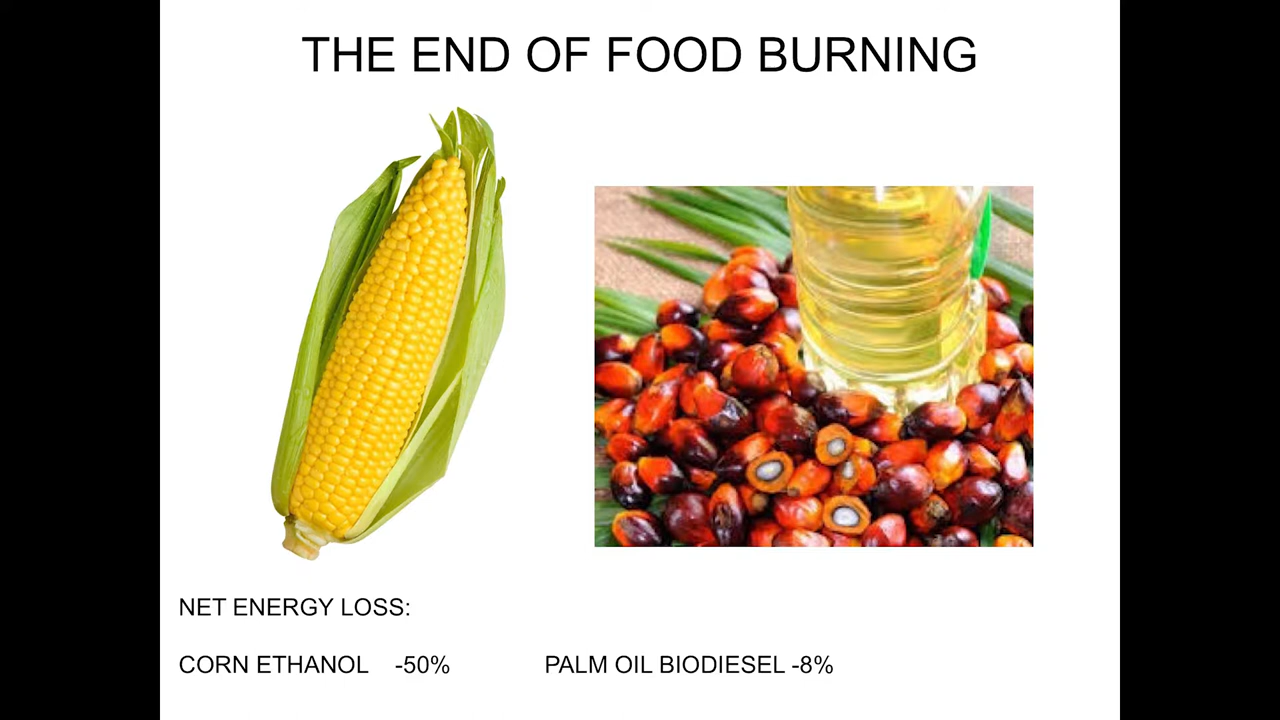 THE END OF FOOD BURNING
NET ENERGY LOSS:
CORN ETHANOL -50% PALM OIL BIODIESEL -8%